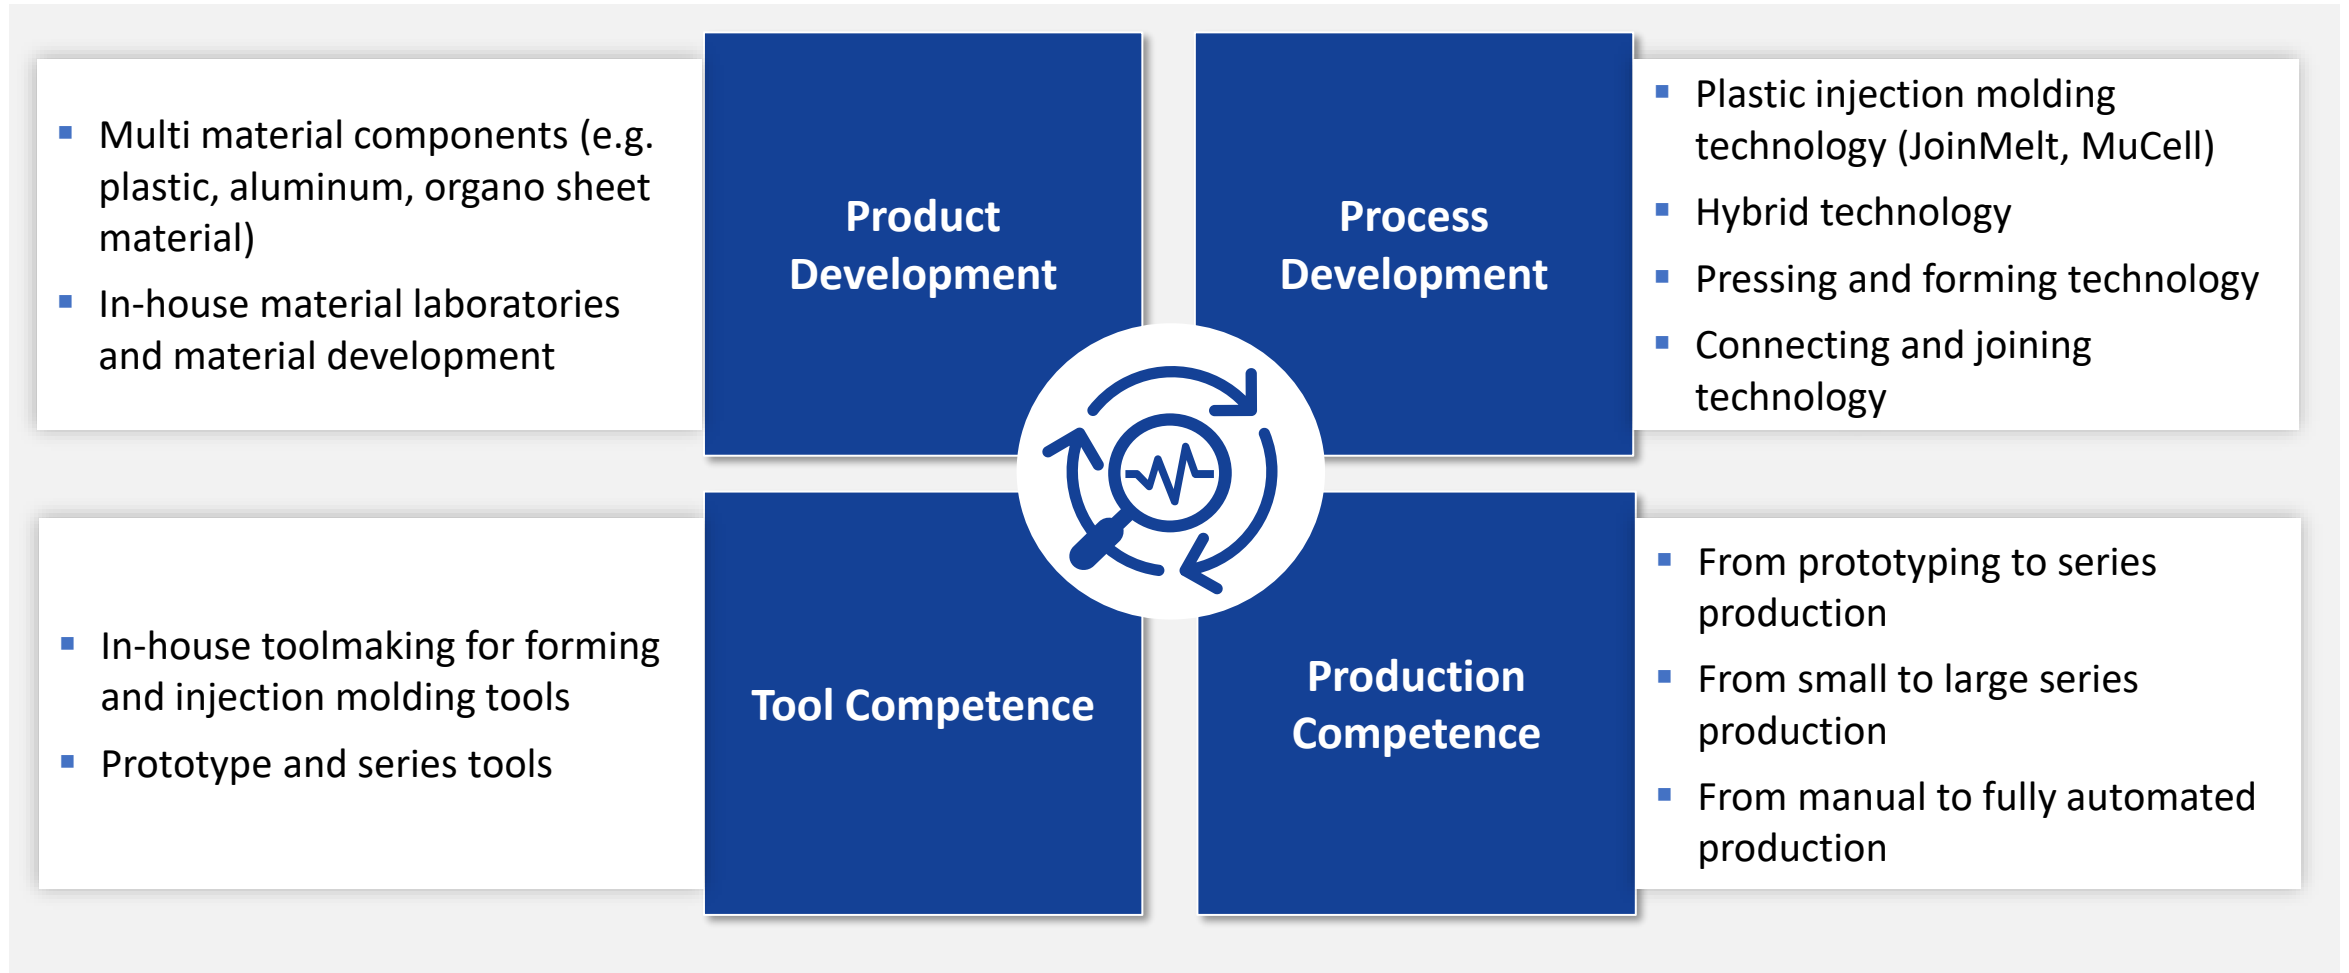 Multi material components (e.g.
plastic, aluminum, organo sheet
material)
In-house material laboratories
and material development
Product
Development
Process
Development
Plastic injection molding
technology (JoinMelt, MuCell)
Hybrid technology
Pressing and forming technology
Connecting and joining
technology
In-house toolmaking for forming
and injection molding tools
Prototype and series tools
Tool Competence
Production
Competence
From prototyping to series
production
From small to large series
production
From manual to fully automated
production